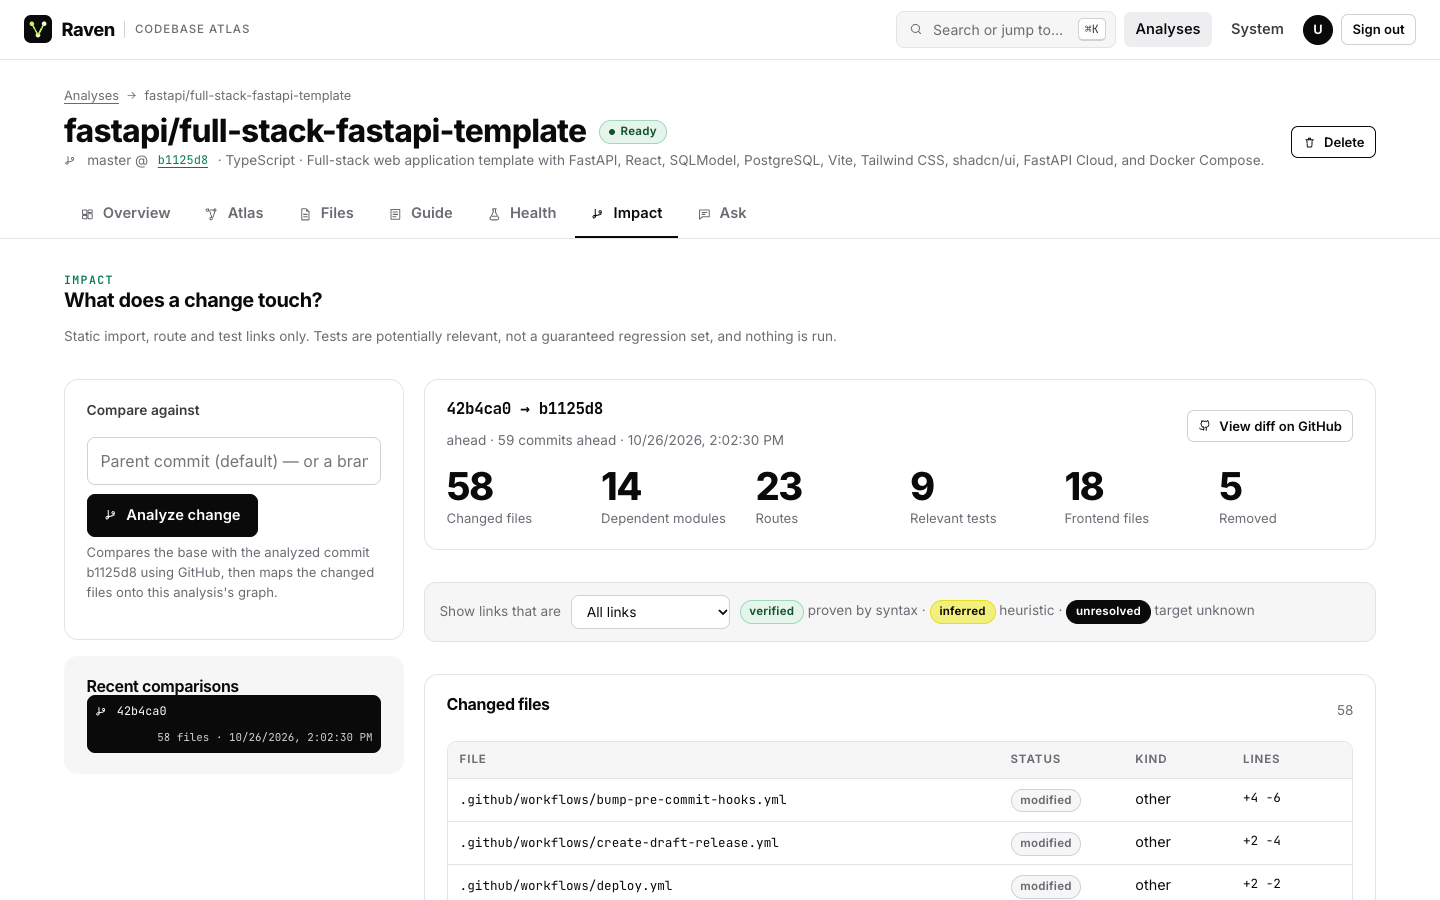 Raven CODEBASE ATLAS Search or jump to... ⌘K Analyses System U Sign out
Analyses → fastapi/full-stack-fastapi-template
fastapi/full-stack-fastapi-template Ready
master @ b1125d8 · TypeScript · Full-stack web application template with FastAPI, React, SQLModel, PostgreSQL, Vite, Tailwind CSS, shadcn/ui, FastAPI Cloud, and Docker Compose.
Delete
Overview Atlas Files Guide Health Impact Ask
IMPACT
What does a change touch?
Static import, route and test links only. Tests are potentially relevant, not a guaranteed regression set, and nothing is run.
Compare against
Parent commit (default) — or a bran
Analyze change
Compares the base with the analyzed commit
b1125d8 using GitHub, then maps the changed
files onto this analysis's graph.
Recent comparisons
42b4ca0
58 files · 10/26/2026, 2:02:30 PM
42b4ca0 → b1125d8
ahead · 59 commits ahead · 10/26/2026, 2:02:30 PM
View diff on GitHub
58 14 23 9 18 5
Changed files Dependent modules Routes Relevant tests Frontend files Removed
Show links that are All links verified proven by syntax · inferred heuristic · unresolved target unknown
Changed files 58
FILE STATUS KIND LINES
.github/workflows/bump-pre-commit-hooks.yml modified other +4 -6
.github/workflows/create-draft-release.yml modified other +2 -4
.github/workflows/deploy.yml modified other +2 -2